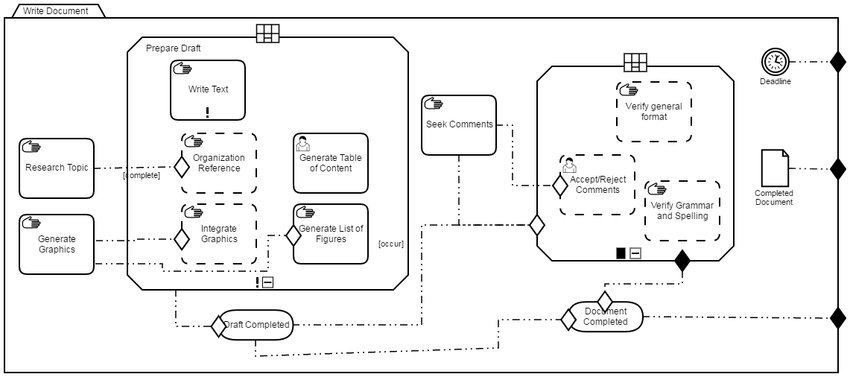 Write Document
Prepare Draft
Write Text
!
Research Topic
[complete]
Organization
Reference
Generate Table
of Content
Generate
Graphics
Integrate
Graphics
Generate List of
Figures
[occur]
!
Seek Comments
Verify general
format
Accept/Reject
Comments
Verify Grammar
and Spelling
Deadline
Completed
Document
Draft Completed
Document
Completed